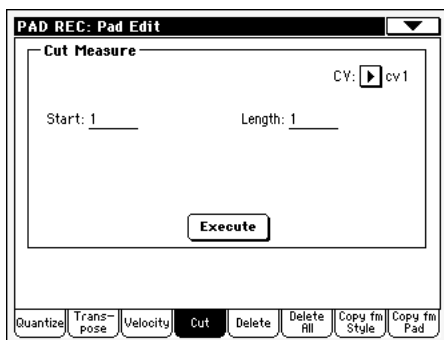 PAD REC: Pad Edit
Cut Measure
CV: cv1
Start: 1 Length: 1
Execute
Quantize Trans- pose Velocity Cut Delete Delete All Copy fm Style Copy fm Pad